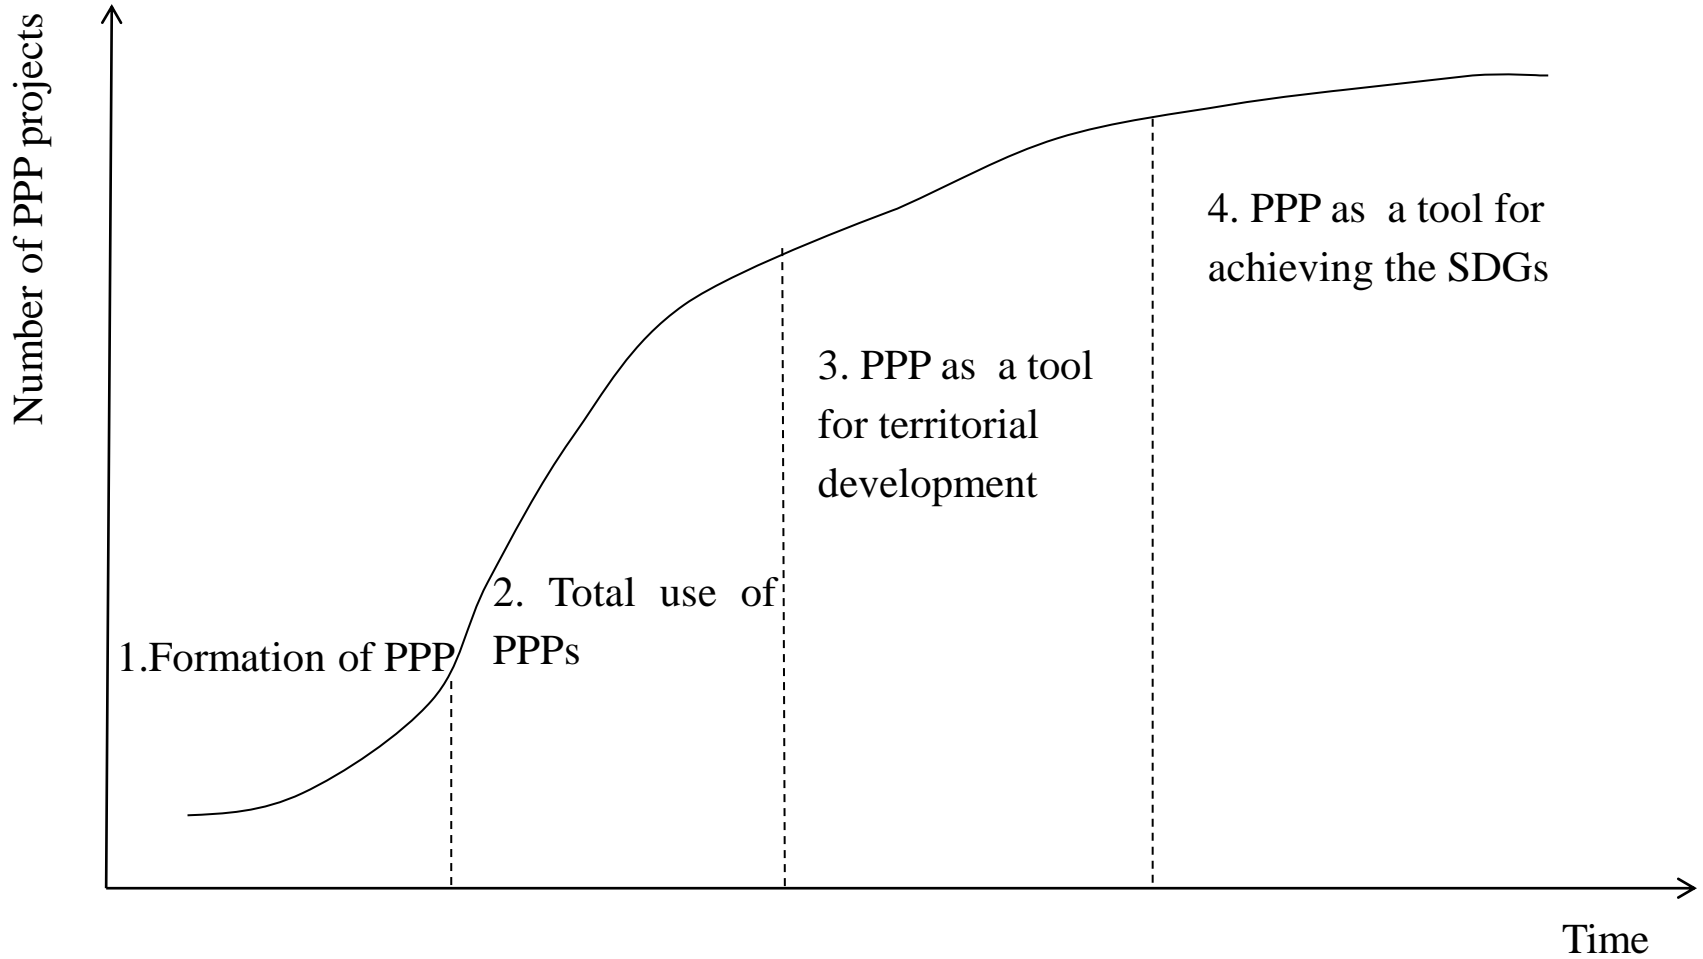 Number of PPP projects
4. PPP as a tool for
achieving the SDGs
3. PPP as a tool
for territorial
development
2. Total use of
PPPs
1.Formation of PPP
Time